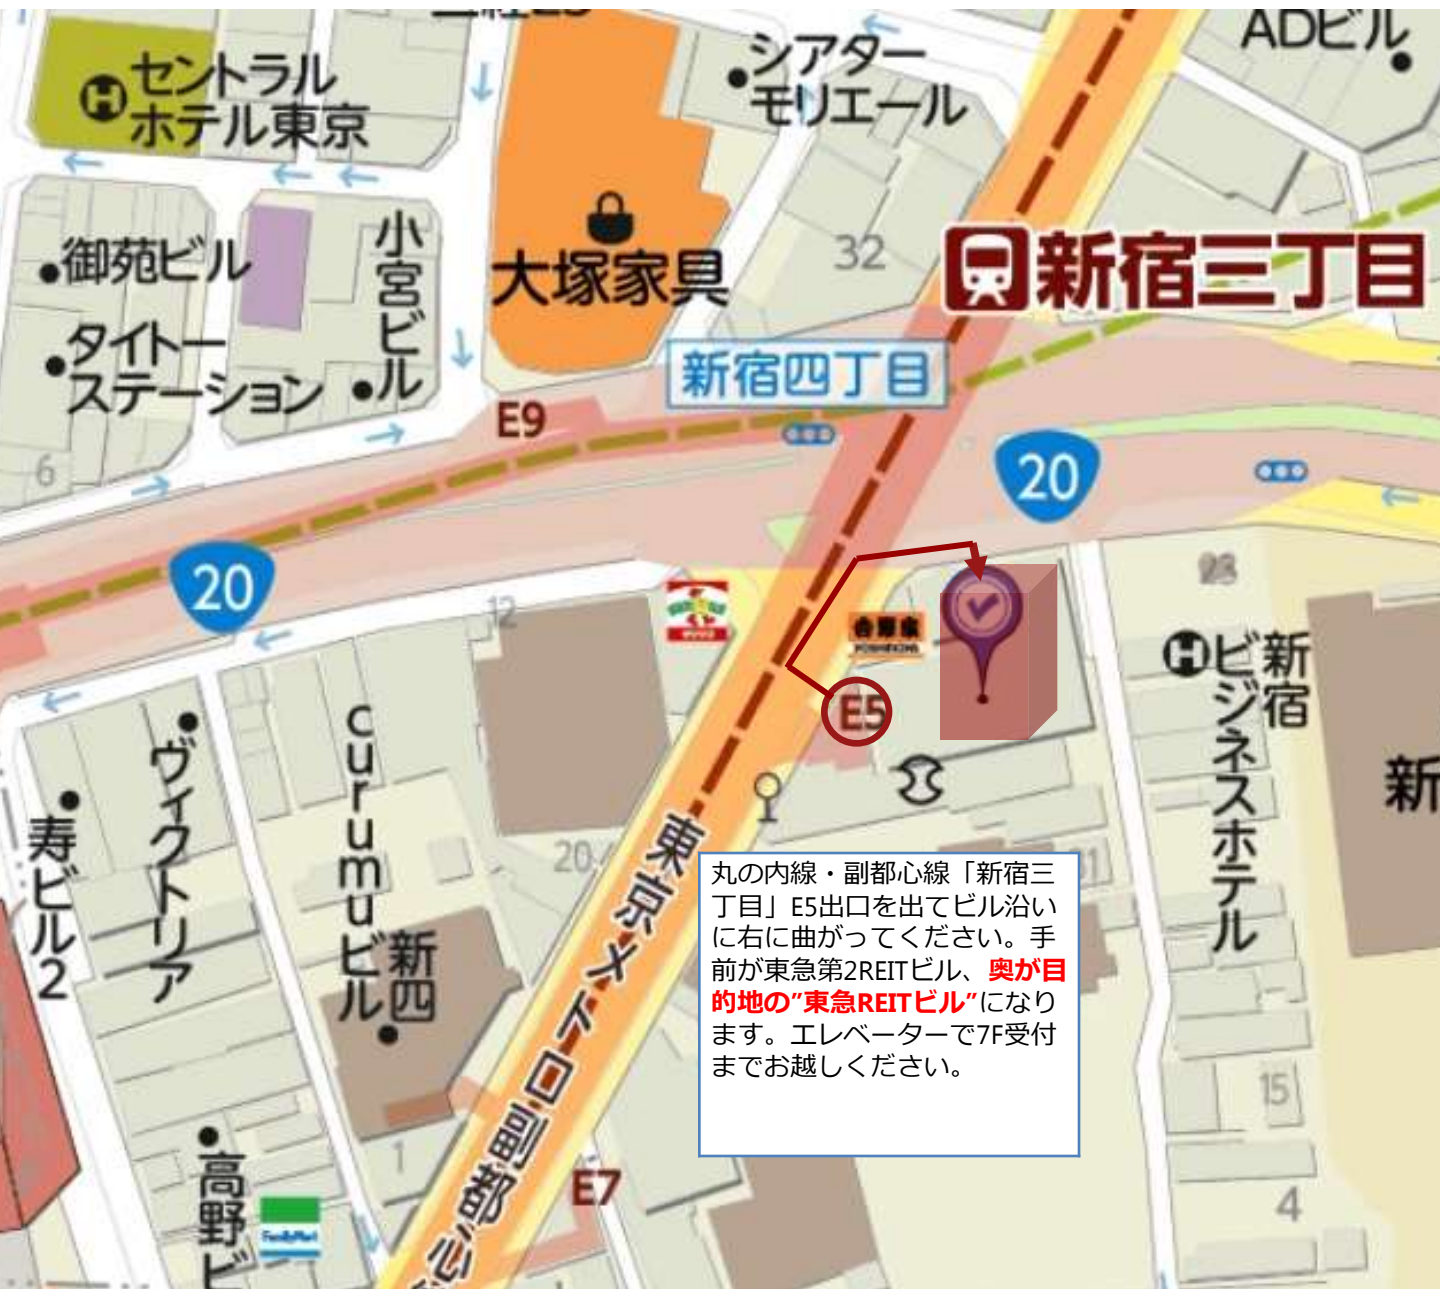 セントラル
ホテル東京
シアター
モリエール
ADビル
御苑ビル
小宮ビル
大塚家具
32
新宿三丁目
タイトー
ステーション
新宿四丁目
E9
6
20
20
12
吉野家
YOSHINOYA
E5
新宿
ビジネスホテル
ヴィクトリア
curumuビル
寿ビル2
20
新
東京メトロ副都心
新四
丸の内線・副都心線「新宿三
丁目」E5出口を出てビル沿い
に右に曲がってください。手
前が東急第2REITビル、奥が目
的地の”東急REITビル”になり
ます。エレベーターで7F受付
までお越しください。
15
1
E7
4
高野ビ
FamilyMart